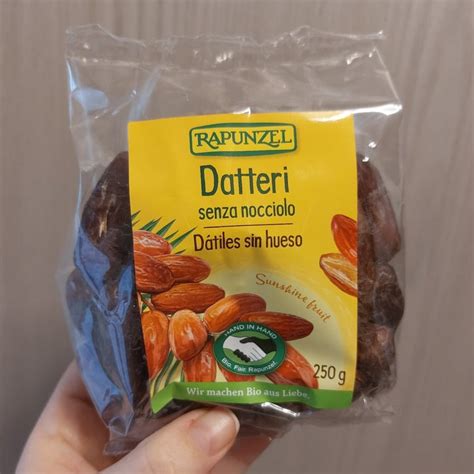 RAPUNZEL
Datteri
senza nocciolo
Dátiles sin hueso
Sunshine fruit
HAND IN HAND
Bio. Fair. Rapunzel.
250 g
Wir machen Bio aus Liebe.